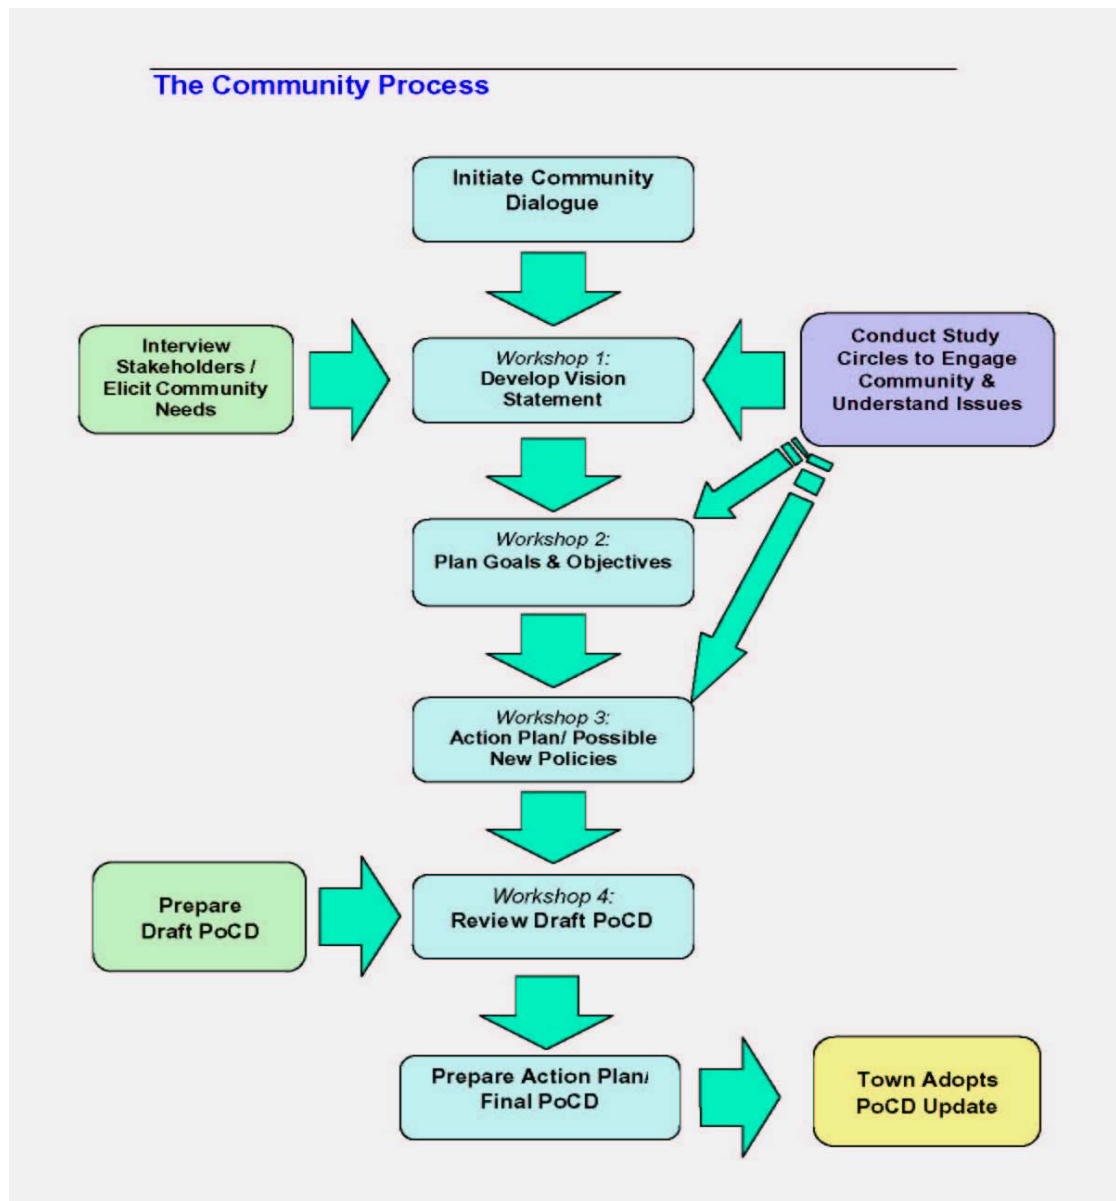 The Community Process
Initiate Community
Dialogue
Interview
Stakeholders /
Elicit Community
Needs
Workshop 1:
Develop Vision
Statement
Conduct Study
Circles to Engage
Community &
Understand Issues
Workshop 2:
Plan Goals & Objectives
Workshop 3:
Action Plan/ Possible
New Policies
Prepare
Draft PoCD
Workshop 4:
Review Draft PoCD
Prepare Action Plan/
Final PoCD
Town Adopts
PoCD Update